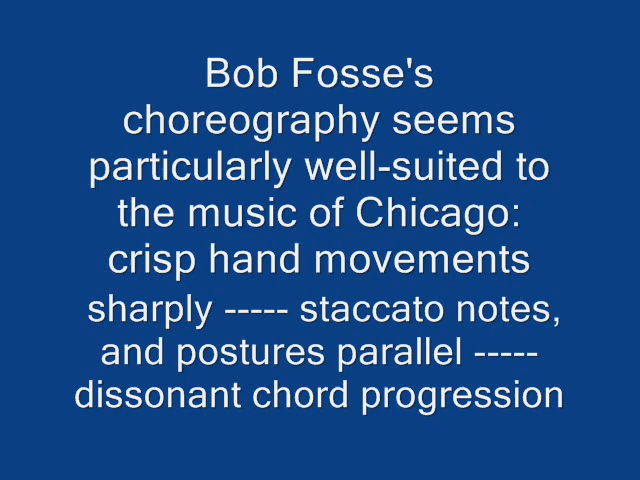 Bob Fosse's
choreography seems
particularly well-suited to
the music of Chicago:
crisp hand movements
sharply ----- staccato notes,
and postures parallel -----
dissonant chord progression